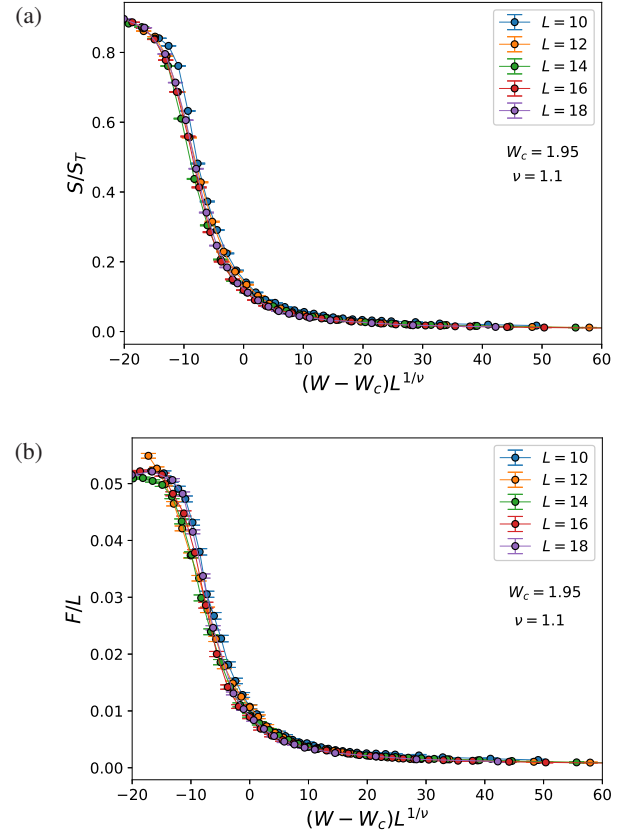 (a)
S/S_T
0.8
0.6
0.4
0.2
0.0
−20 −10 0 10 20 30 40 50 60
(W − W_c)L^{1/ν}
L = 10
L = 12
L = 14
L = 16
L = 18
W_c = 1.95
ν = 1.1
(b)
F/L
0.05
0.04
0.03
0.02
0.01
0.00
−20 −10 0 10 20 30 40 50 60
(W − W_c)L^{1/ν}
L = 10
L = 12
L = 14
L = 16
L = 18
W_c = 1.95
ν = 1.1